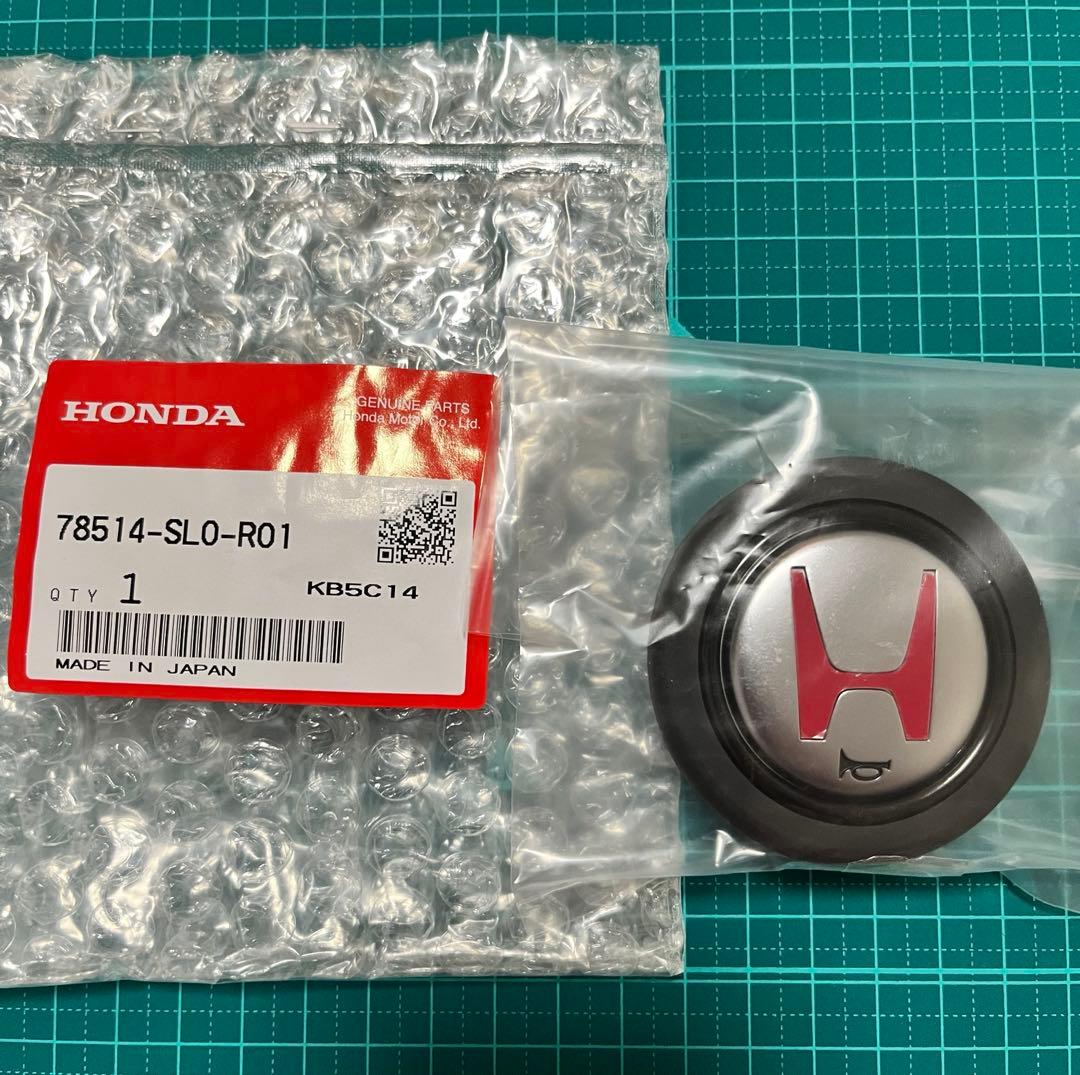 HONDA
GENUINE PARTS
Honda Motor Co., Ltd.
78514-SL0-R01
QTY 1
KB5C14
MADE IN JAPAN